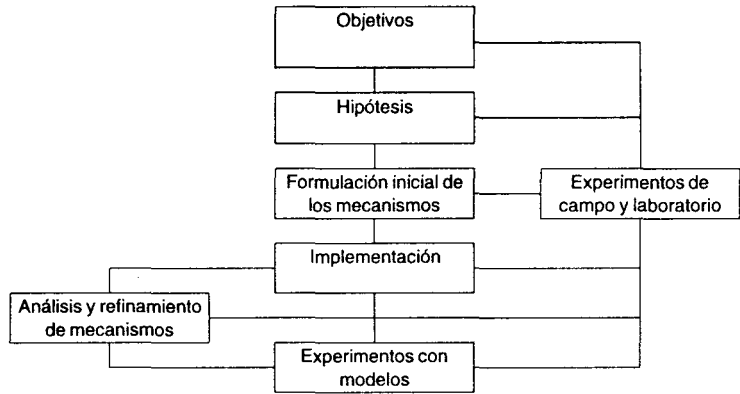 Objetivos
Hipótesis
Formulación inicial de
los mecanismos
Experimentos de
campo y laboratorio
Implementación
Análisis y refinamiento
de mecanismos
Experimentos con
modelos